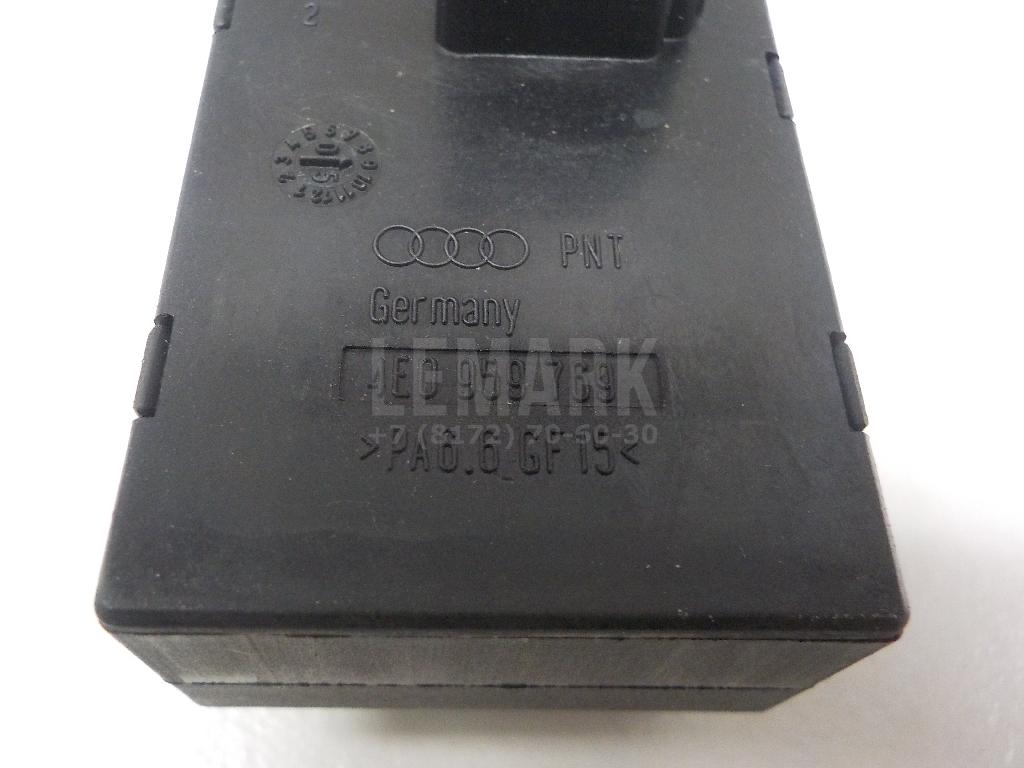 2
PNT
Germany
4E0 959 769
LEMARK
+7 (8172) 70-60-30
>PA6.6_GF15<